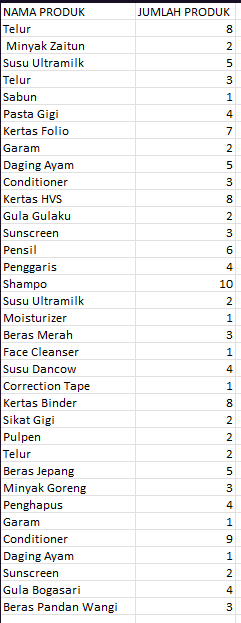 NAMA PRODUK JUMLAH PRODUK
Telur 8
Minyak Zaitun 2
Susu Ultramilk 5
Telur 3
Sabun 1
Pasta Gigi 4
Kertas Folio 7
Garam 2
Daging Ayam 5
Conditioner 3
Kertas HVS 8
Gula Gulaku 2
Sunscreen 3
Pensil 6
Penggaris 4
Shampo 10
Susu Ultramilk 2
Moisturizer 1
Beras Merah 3
Face Cleanser 1
Susu Dancow 4
Correction Tape 1
Kertas Binder 8
Sikat Gigi 2
Pulpen 2
Telur 2
Beras Jepang 5
Minyak Goreng 3
Penghapus 4
Garam 1
Conditioner 9
Daging Ayam 1
Sunscreen 2
Gula Bogasari 4
Beras Pandan Wangi 3